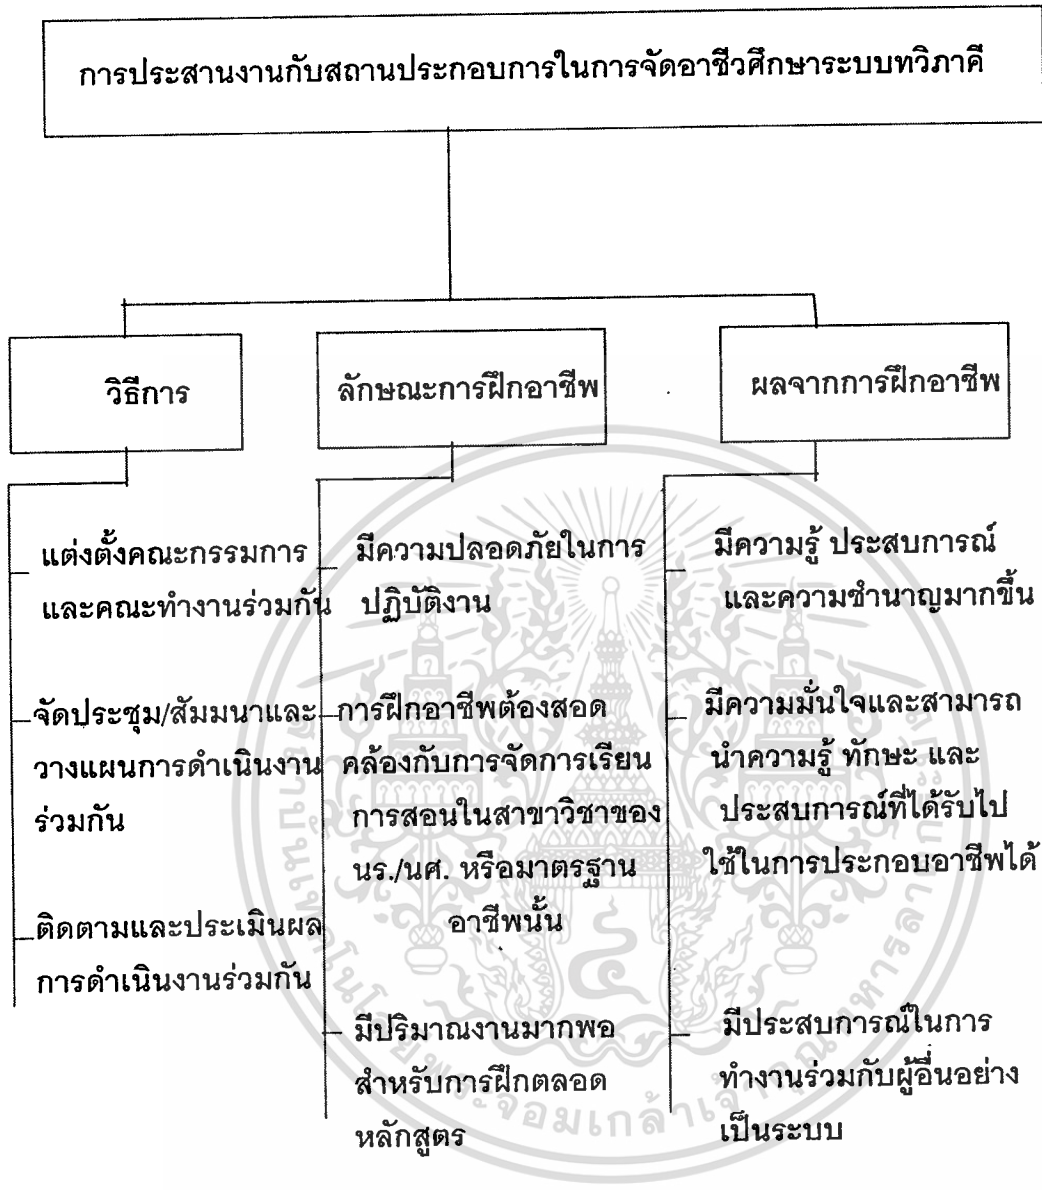 การประสานงานกับสถานประกอบการในการจัดอาชีวศึกษาระบบทวิภาคี
วิธีการ
แต่งตั้งคณะกรรมการ
และคณะทำงานร่วมกัน
จัดประชุม/สัมมนาและ
วางแผนการดำเนินงาน
ร่วมกัน
ติดตามและประเมินผล
การดำเนินงานร่วมกัน
ลักษณะการฝึกอาชีพ
มีความปลอดภัยในการ
ปฏิบัติงาน
การฝึกอาชีพต้องสอด
คล้องกับการจัดการเรียน
การสอนในสาขาวิชาของ
นร./นศ. หรือมาตรฐาน
อาชีพนั้น
มีปริมาณงานมากพอ
สำหรับการฝึกตลอด
หลักสูตร
ผลจากการฝึกอาชีพ
มีความรู้ ประสบการณ์
และความชำนาญมากขึ้น
มีความมั่นใจและสามารถ
นำความรู้ ทักษะ และ
ประสบการณ์ที่ได้รับไป
ใช้ในการประกอบอาชีพได้
มีประสบการณ์ในการ
ทำงานร่วมกับผู้อื่นอย่าง
เป็นระบบ